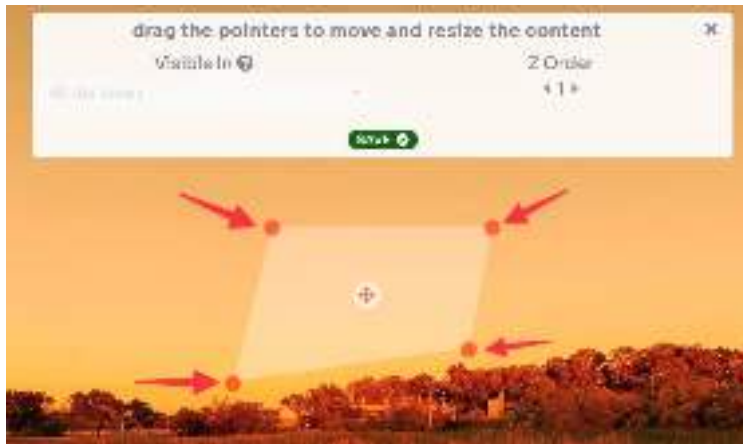 drag the pointers to move and resize the content
Visible In
Z Order
1